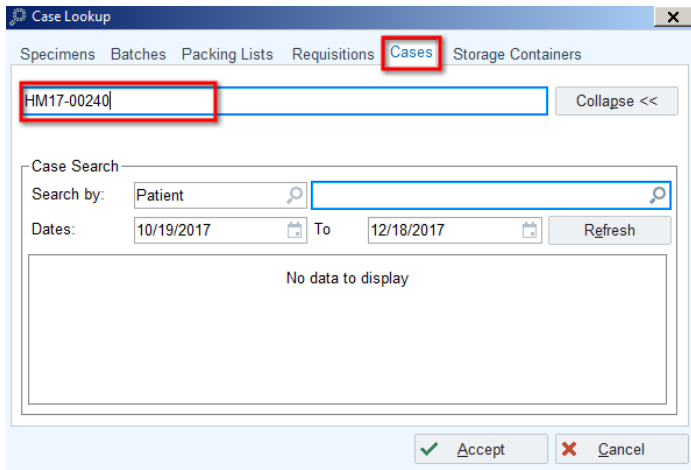 Case Lookup
Specimens Batches Packing Lists Requisitions Cases Storage Containers
HM17-00240 Collapse <<
Case Search
Search by: Patient
Dates: 10/19/2017 To 12/18/2017 Refresh
No data to display
Accept Cancel